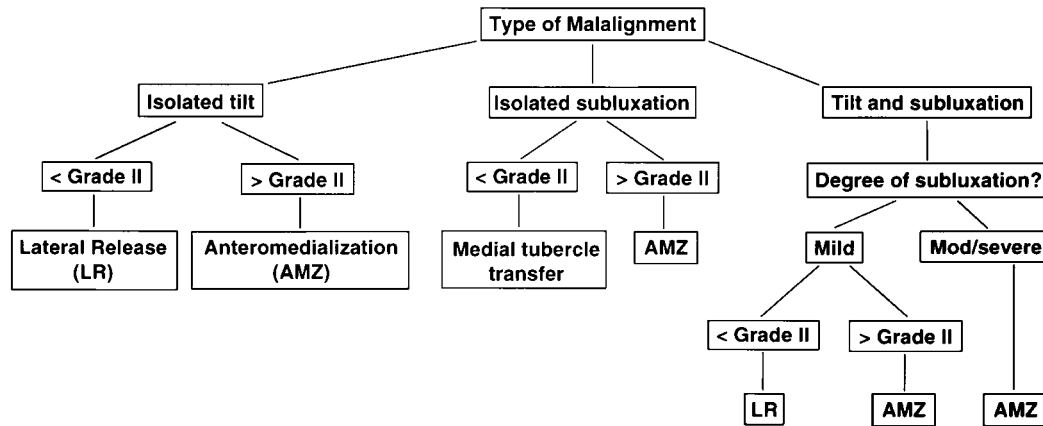 Type of Malalignment
Isolated tilt
Isolated subluxation
Tilt and subluxation
< Grade II
> Grade II
< Grade II
> Grade II
Degree of subluxation?
Lateral Release
(LR)
Anteromedialization
(AMZ)
Medial tubercle
transfer
AMZ
Mild
Mod/severe
< Grade II
> Grade II
LR
AMZ
AMZ